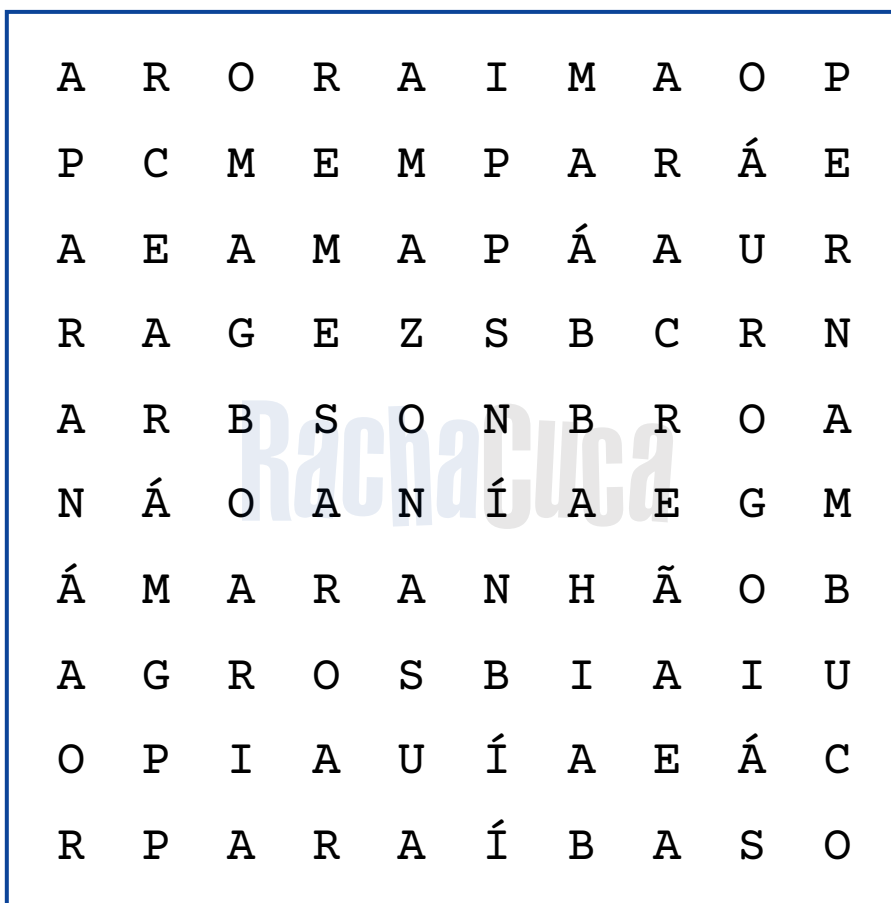 A R O R A I M A O P
P C M E M P A R Á E
A E A M A P Á A U R
R A G E Z S B C R N
A R B S O N B R O A
N Á O A N Í A E G M
Á M A R A N H Ã O B
A G R O S B I A I U
O P I A U Í A E Á C
R P A R A Í B A S O
RachaCuca